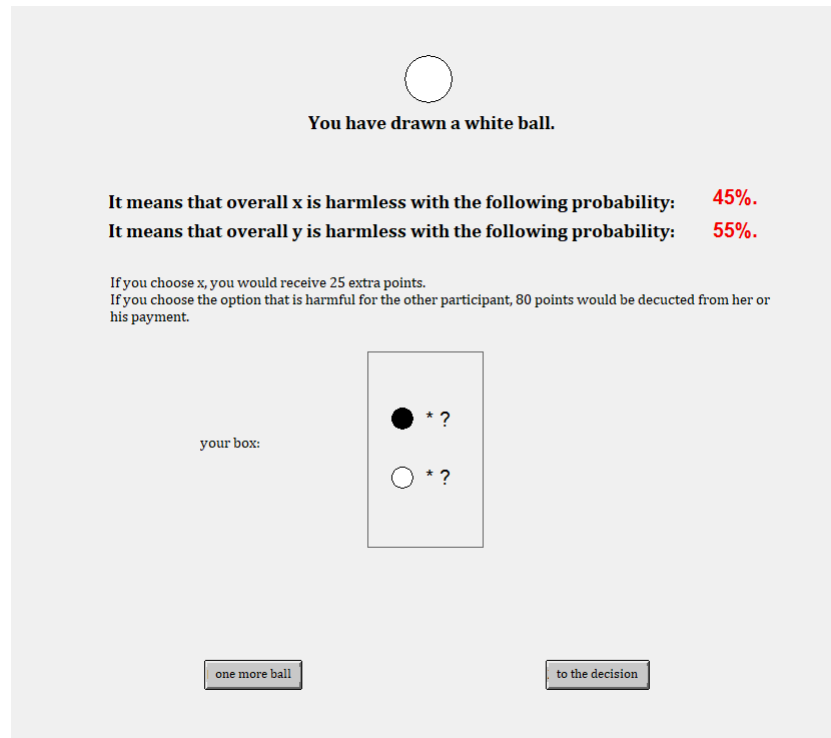 You have drawn a white ball.
It means that overall x is harmless with the following probability: 45%.
It means that overall y is harmless with the following probability: 55%.
If you choose x, you would receive 25 extra points.
If you choose the option that is harmful for the other participant, 80 points would be decucted from her or
his payment.
* ?
your box:
* ?
one more ball to the decision